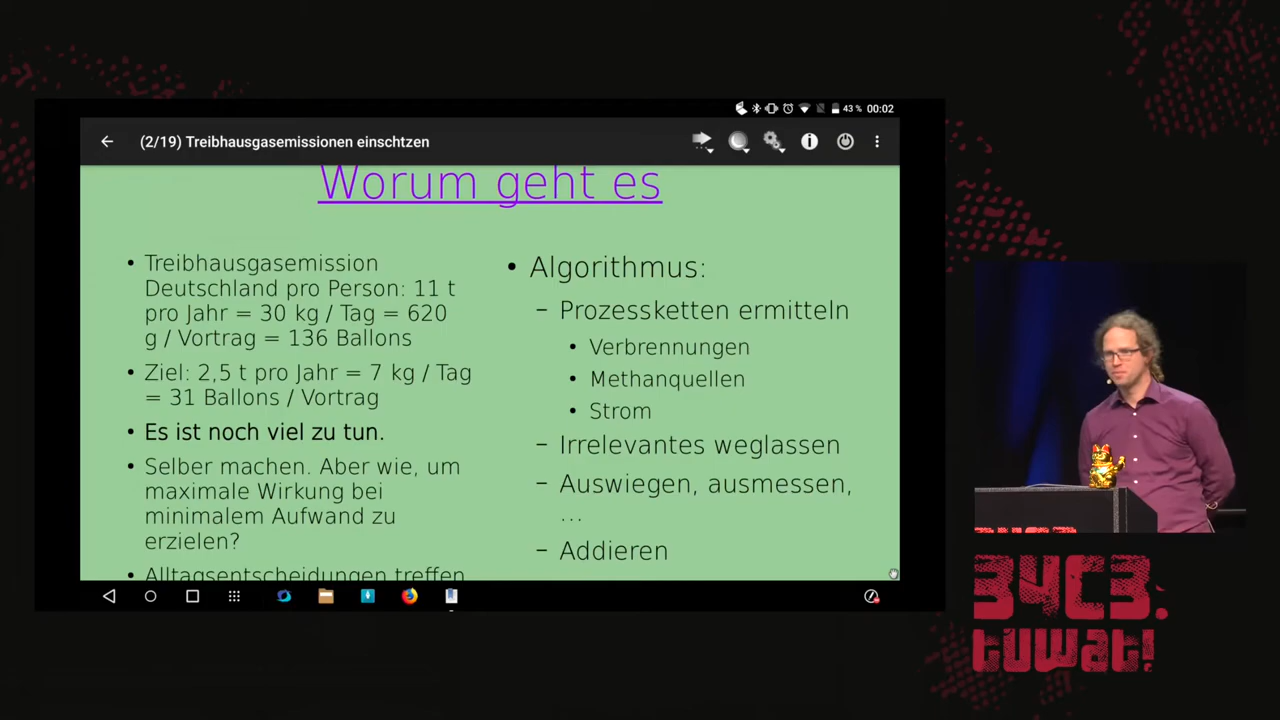 43 % 00:02
(2/19) Treibhausgasemissionen einschtzen
Worum geht es
• Treibhausgasemission
Deutschland pro Person: 11 t
pro Jahr = 30 kg / Tag = 620
g / Vortrag = 136 Ballons
• Ziel: 2,5 t pro Jahr = 7 kg / Tag
= 31 Ballons / Vortrag
• Es ist noch viel zu tun.
• Selber machen. Aber wie, um
maximale Wirkung bei
minimalem Aufwand zu
erzielen?
• Alltagsentscheidungen treffen
• Algorithmus:
– Prozessketten ermitteln
• Verbrennungen
• Methanquellen
• Strom
– Irrelevantes weglassen
– Auswiegen, ausmessen,
...
– Addieren
34C3.
tuwat!